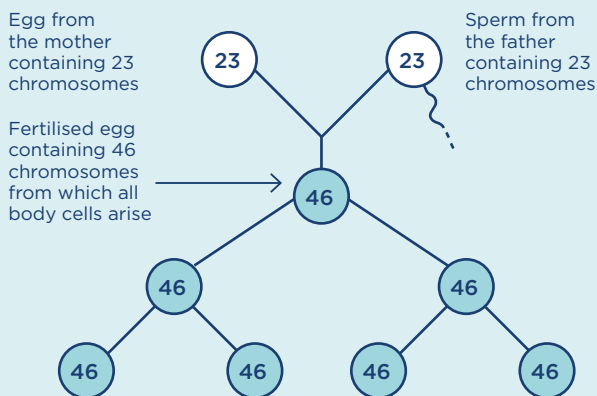 Egg from
the mother
containing 23
chromosomes
23
23
Sperm from
the father
containing 23
chromosomes
Fertilised egg
containing 46
chromosomes
from which all
body cells arise
46
46
46
46
46
46
46